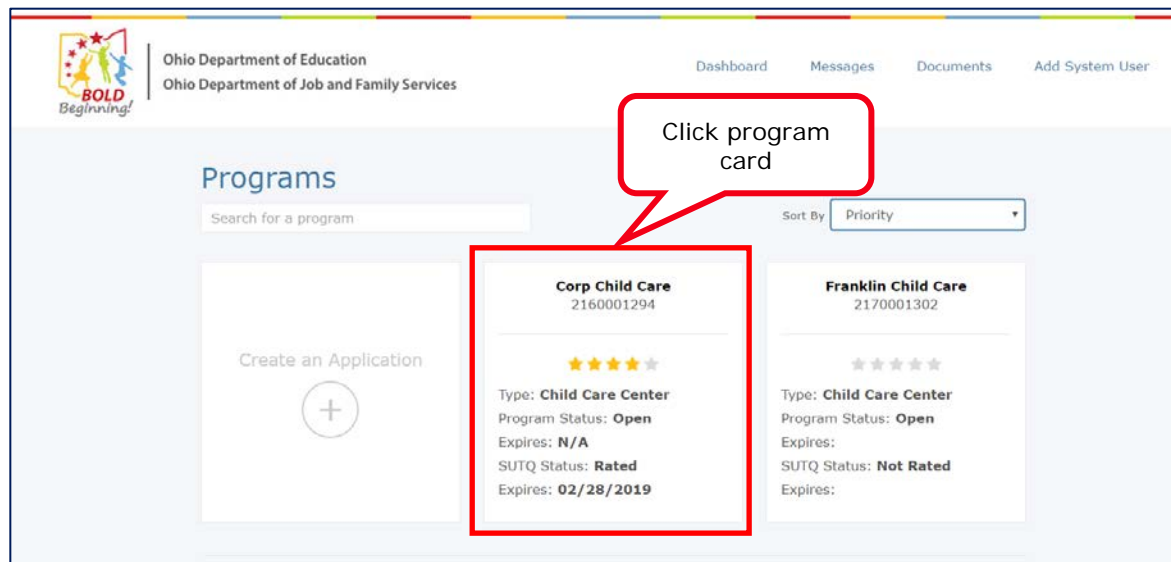 BOLD
Beginning!
Ohio Department of Education
Ohio Department of Job and Family Services
Dashboard Messages Documents Add System User
Click program
card
Programs
Search for a program
Sort By Priority
Create an Application
Corp Child Care
2160001294
Type: Child Care Center
Program Status: Open
Expires: N/A
SUTQ Status: Rated
Expires: 02/28/2019
Franklin Child Care
2170001302
Type: Child Care Center
Program Status: Open
Expires:
SUTQ Status: Not Rated
Expires: